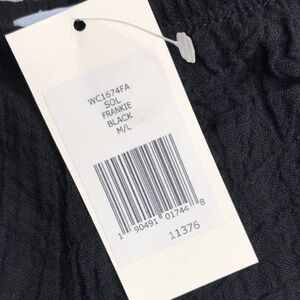 WC1674FA
SOL
FRANKIE
BLACK
M/L
1 90491 01744 8
11376